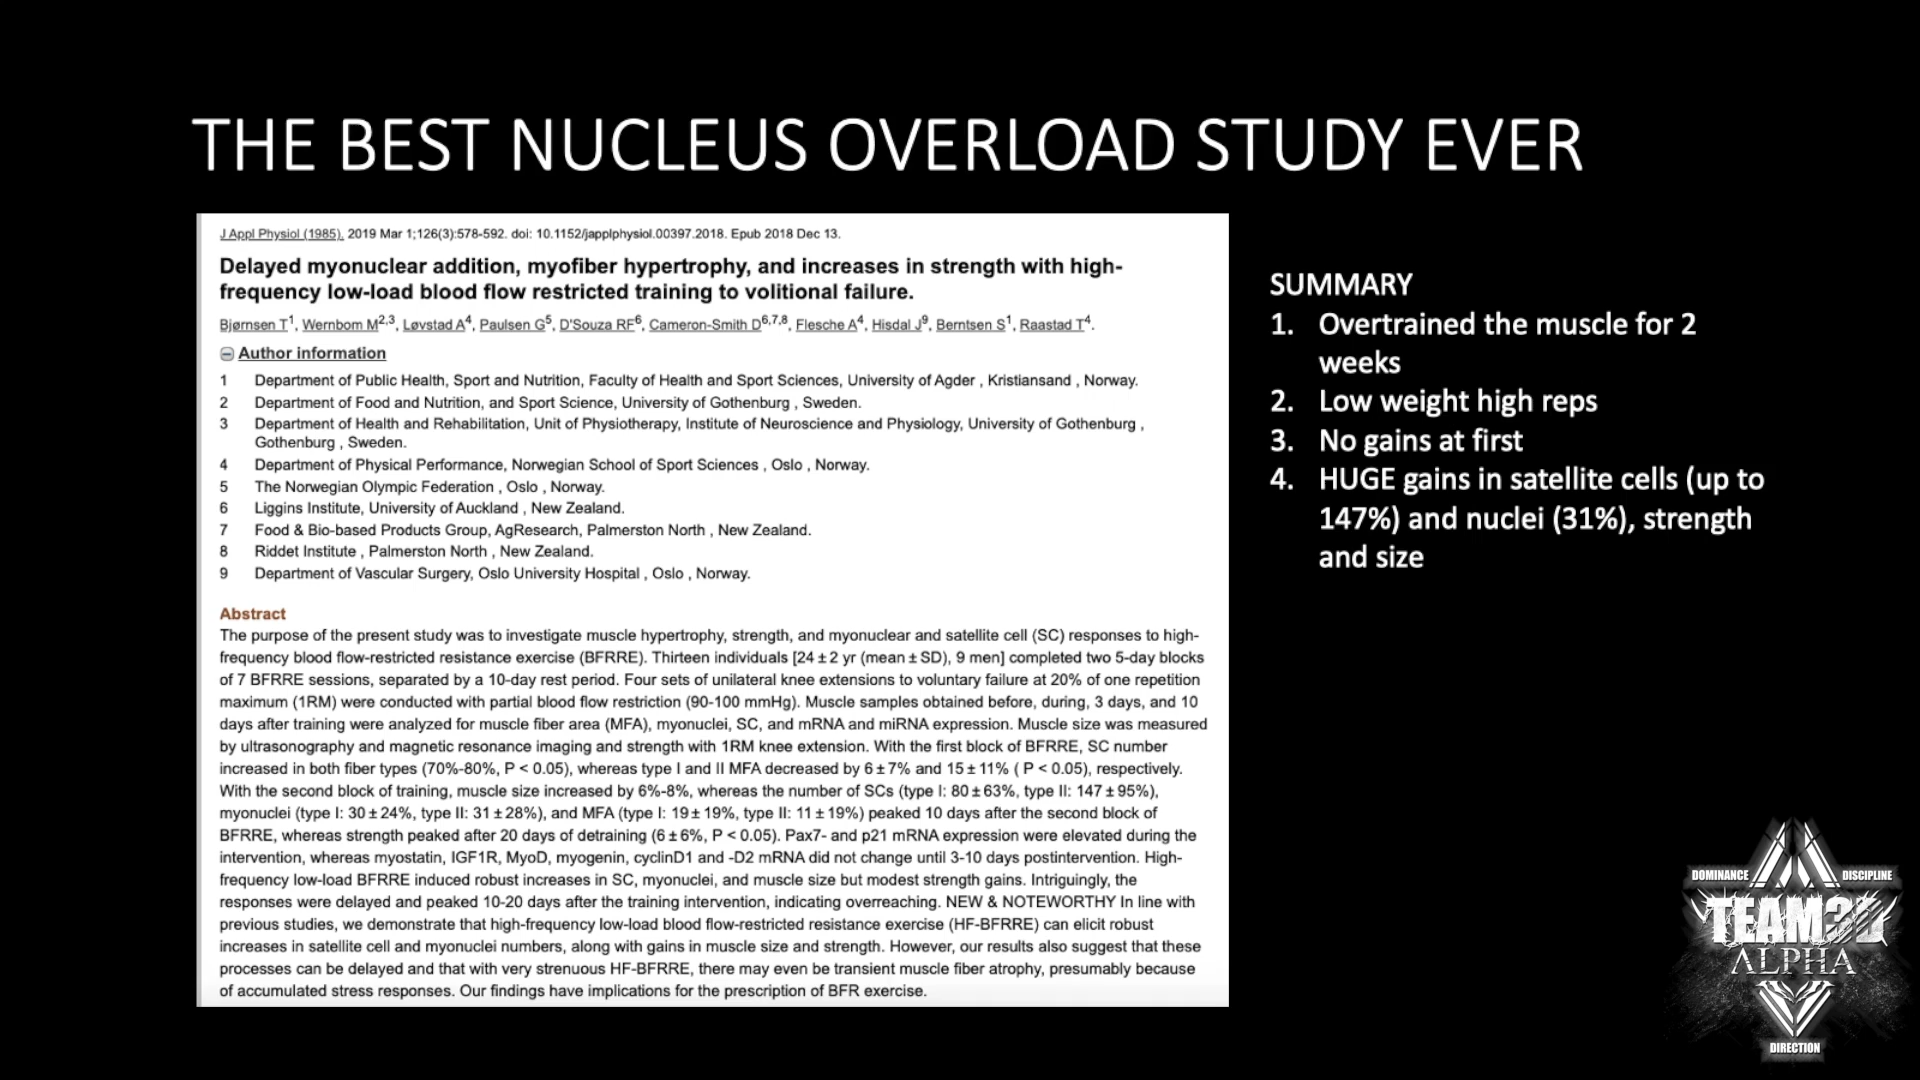 THE BEST NUCLEUS OVERLOAD STUDY EVER
J Appl Physiol (1985). 2019 Mar 1;126(3):578-592. doi: 10.1152/japplphysiol.00397.2018. Epub 2018 Dec 13.
Delayed myonuclear addition, myofiber hypertrophy, and increases in strength with high-
frequency low-load blood flow restricted training to volitional failure.
Bjørnsen T1, Wernbom M2,3, Løvstad A4, Paulsen G5, D'Souza RF6, Cameron-Smith D6,7,8, Flesche A4, Hisdal J9, Berntsen S1, Raastad T4.
Author information
1 Department of Public Health, Sport and Nutrition, Faculty of Health and Sport Sciences, University of Agder , Kristiansand , Norway.
2 Department of Food and Nutrition, and Sport Science, University of Gothenburg , Sweden.
3 Department of Health and Rehabilitation, Unit of Physiotherapy, Institute of Neuroscience and Physiology, University of Gothenburg ,
Gothenburg , Sweden.
4 Department of Physical Performance, Norwegian School of Sport Sciences , Oslo , Norway.
5 The Norwegian Olympic Federation , Oslo , Norway.
6 Liggins Institute, University of Auckland , New Zealand.
7 Food & Bio-based Products Group, AgResearch, Palmerston North , New Zealand.
8 Riddet Institute , Palmerston North , New Zealand.
9 Department of Vascular Surgery, Oslo University Hospital , Oslo , Norway.
Abstract
The purpose of the present study was to investigate muscle hypertrophy, strength, and myonuclear and satellite cell (SC) responses to high-
frequency blood flow-restricted resistance exercise (BFRRE). Thirteen individuals [24 ± 2 yr (mean ± SD), 9 men] completed two 5-day blocks
of 7 BFRRE sessions, separated by a 10-day rest period. Four sets of unilateral knee extensions to voluntary failure at 20% of one repetition
maximum (1RM) were conducted with partial blood flow restriction (90-100 mmHg). Muscle samples obtained before, during, 3 days, and 10
days after training were analyzed for muscle fiber area (MFA), myonuclei, SC, and mRNA and miRNA expression. Muscle size was measured
by ultrasonography and magnetic resonance imaging and strength with 1RM knee extension. With the first block of BFRRE, SC number
increased in both fiber types (70%-80%, P < 0.05), whereas type I and II MFA decreased by 6 ± 7% and 15 ± 11% ( P < 0.05), respectively.
With the second block of training, muscle size increased by 6%-8%, whereas the number of SCs (type I: 80 ± 63%, type II: 147 ± 95%),
myonuclei (type I: 30 ± 24%, type II: 31 ± 28%), and MFA (type I: 19 ± 19%, type II: 11 ± 19%) peaked 10 days after the second block of
BFRRE, whereas strength peaked after 20 days of detraining (6 ± 6%, P < 0.05). Pax7- and p21 mRNA expression were elevated during the
intervention, whereas myostatin, IGF1R, MyoD, myogenin, cyclinD1 and -D2 mRNA did not change until 3-10 days postintervention. High-
frequency low-load BFRRE induced robust increases in SC, myonuclei, and muscle size but modest strength gains. Intriguingly, the
responses were delayed and peaked 10-20 days after the training intervention, indicating overreaching. NEW & NOTEWORTHY In line with
previous studies, we demonstrate that high-frequency low-load blood flow-restricted resistance exercise (HF-BFRRE) can elicit robust
increases in satellite cell and myonuclei numbers, along with gains in muscle size and strength. However, our results also suggest that these
processes can be delayed and that with very strenuous HF-BFRRE, there may even be transient muscle fiber atrophy, presumably because
of accumulated stress responses. Our findings have implications for the prescription of BFR exercise.
SUMMARY
1. Overtrained the muscle for 2
weeks
2. Low weight high reps
3. No gains at first
4. HUGE gains in satellite cells (up to
147%) and nuclei (31%), strength
and size
DOMINANCE DISCIPLINE
TEAM3D
ALPHA
DIRECTION